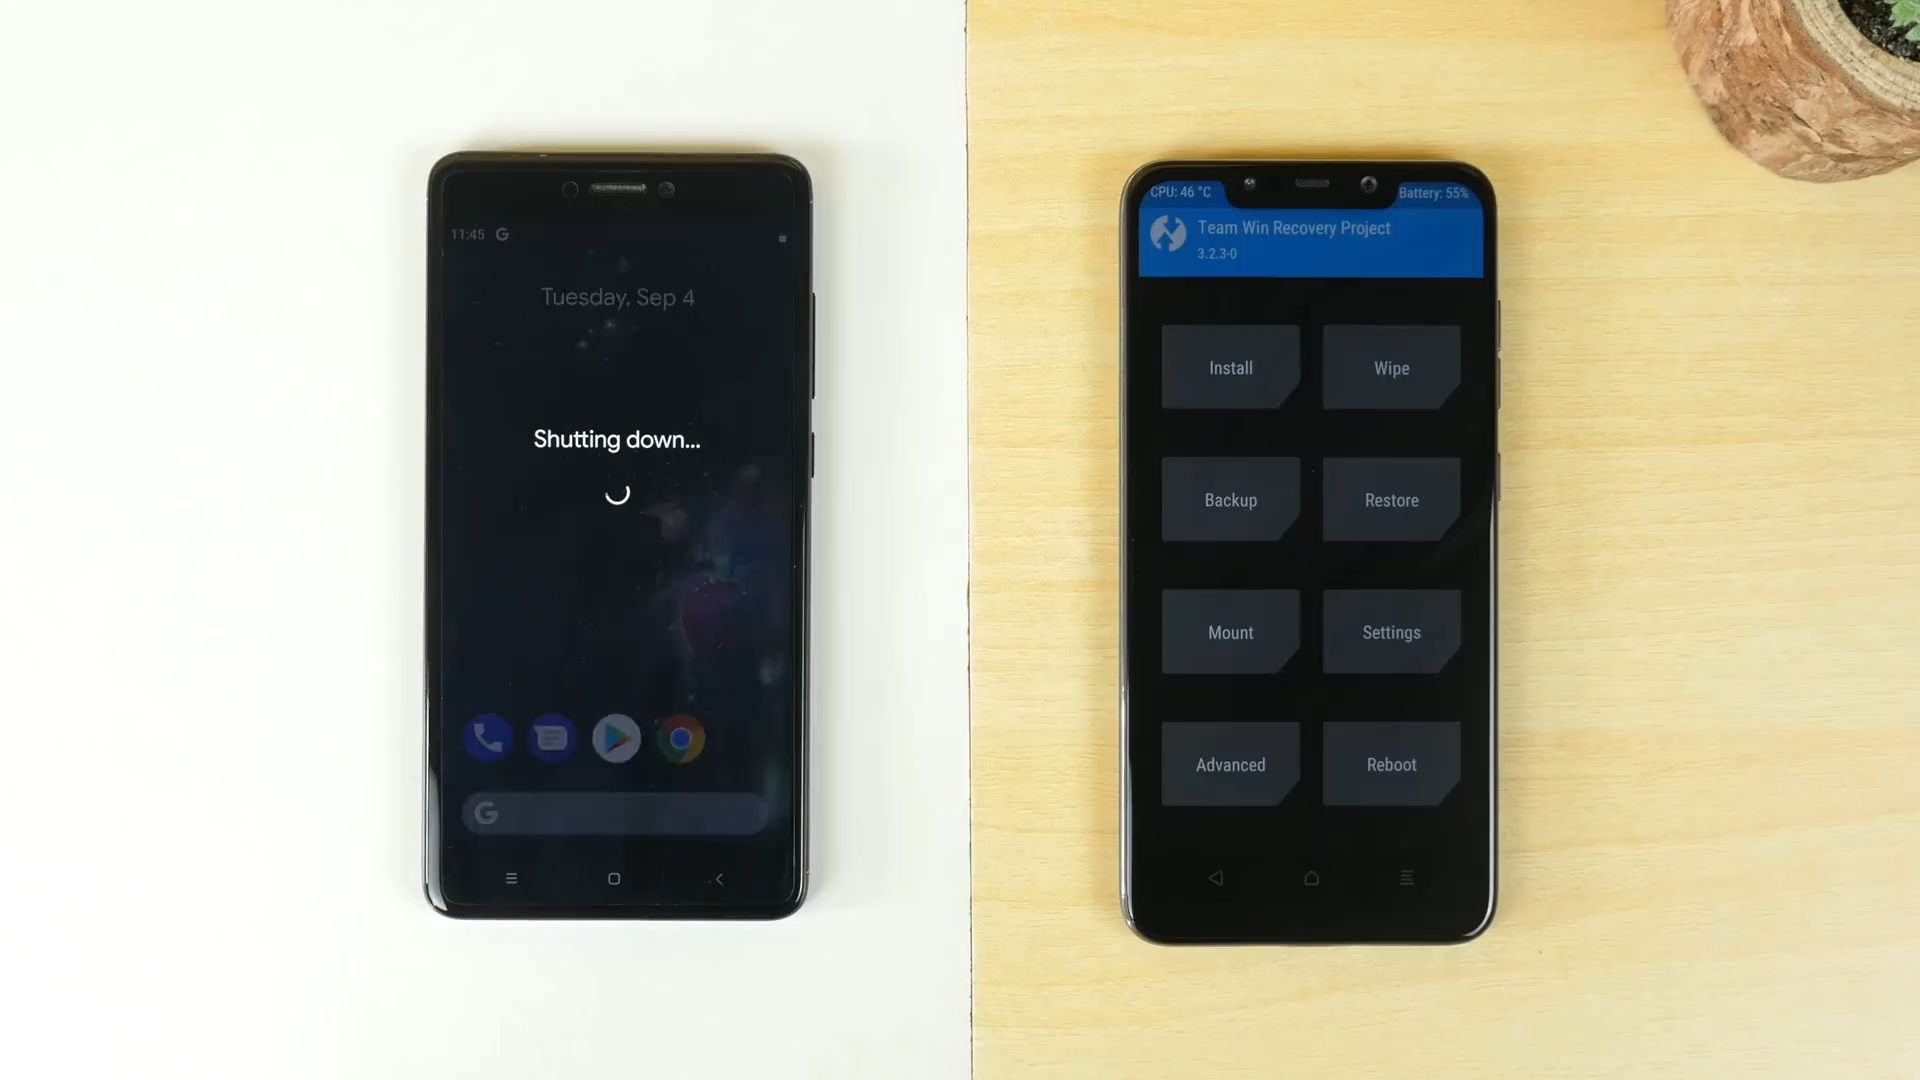 11:45
Tuesday, Sep 4
Shutting down...
G
CPU: 46 °C
Battery: 55%
Team Win Recovery Project
3.2.3-0
Install
Wipe
Backup
Restore
Mount
Settings
Advanced
Reboot